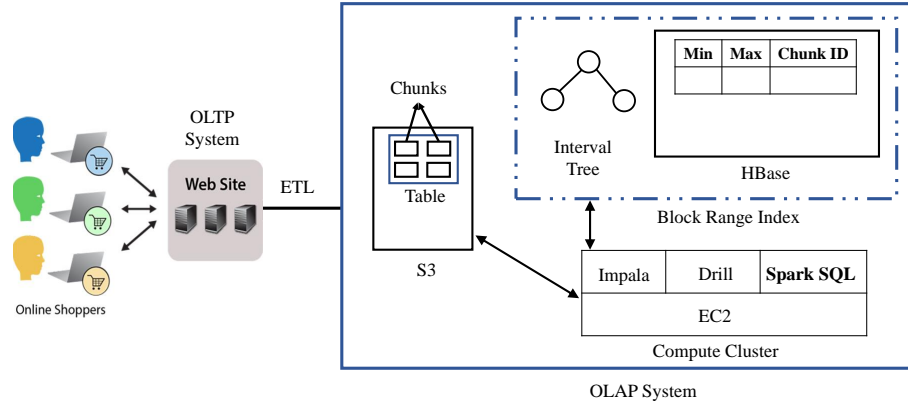 Online Shoppers
OLTP
System
Web Site
ETL
Chunks
Table
S3
Interval
Tree
Min Max Chunk ID
HBase
Block Range Index
Impala Drill Spark SQL
EC2
Compute Cluster
OLAP System